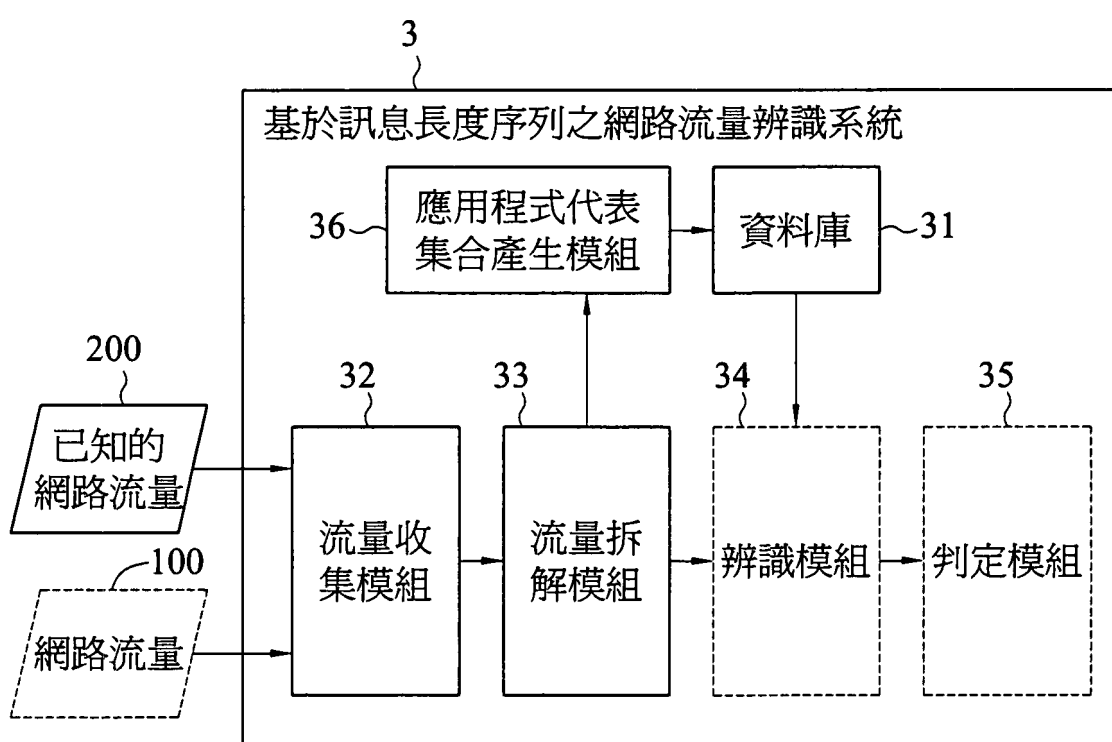 3
基於訊息長度序列之網路流量辨識系統
36
應用程式代表
集合產生模組
資料庫
31
200
已知的
網路流量
32
33
34
35
流量收
集模組
流量拆
解模組
辨識模組
判定模組
100
網路流量